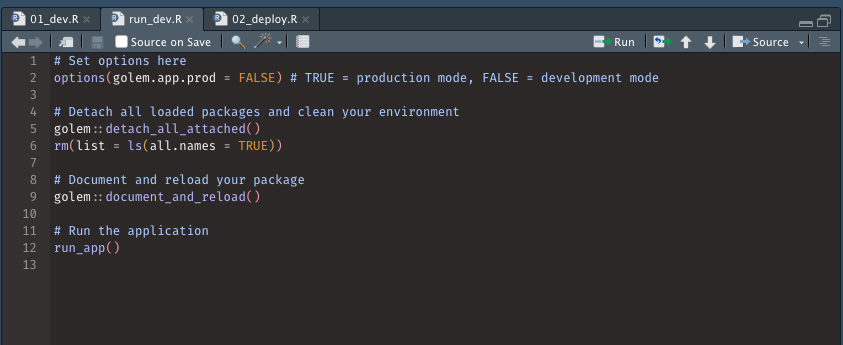 01_dev.R × run_dev.R × 02_deploy.R ×
Source on Save Run Source
1 # Set options here
2 options(golem.app.prod = FALSE) # TRUE = production mode, FALSE = development mode
3
4 # Detach all loaded packages and clean your environment
5 golem::detach_all_attached()
6 rm(list = ls(all.names = TRUE))
7
8 # Document and reload your package
9 golem::document_and_reload()
10
11 # Run the application
12 run_app()
13